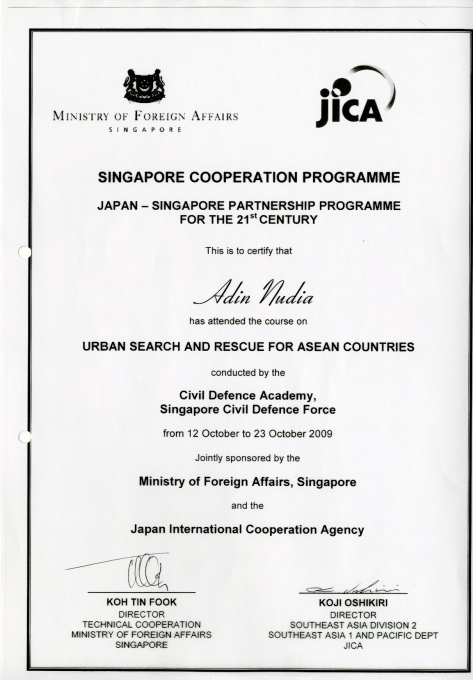 MINISTRY OF FOREIGN AFFAIRS
SINGAPORE
JICA
SINGAPORE COOPERATION PROGRAMME
JAPAN – SINGAPORE PARTNERSHIP PROGRAMME
FOR THE 21st CENTURY
This is to certify that
Adin Nudia
has attended the course on
URBAN SEARCH AND RESCUE FOR ASEAN COUNTRIES
conducted by the
Civil Defence Academy,
Singapore Civil Defence Force
from 12 October to 23 October 2009
Jointly sponsored by the
Ministry of Foreign Affairs, Singapore
and the
Japan International Cooperation Agency
KOH TIN FOOK
DIRECTOR
TECHNICAL COOPERATION
MINISTRY OF FOREIGN AFFAIRS
SINGAPORE
KOJI OSHIKIRI
DIRECTOR
SOUTHEAST ASIA DIVISION 2
SOUTHEAST ASIA 1 AND PACIFIC DEPT
JICA